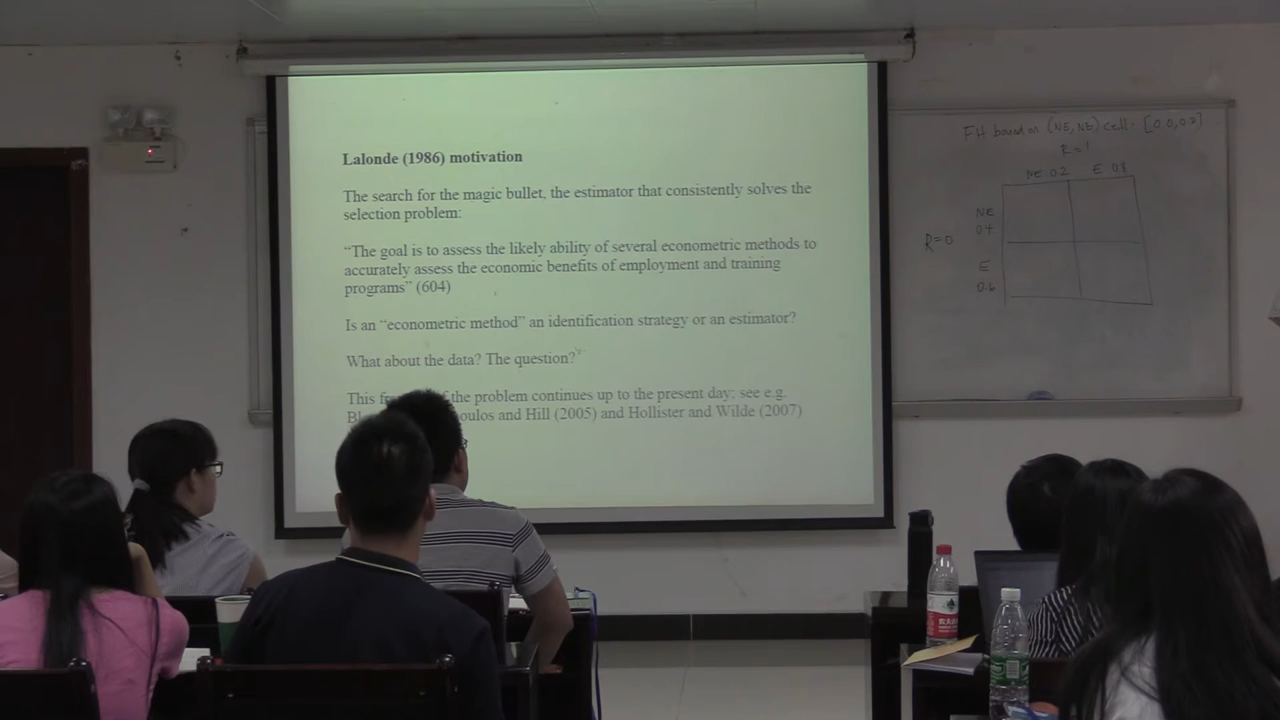 Lalonde (1986) motivation
The search for the magic bullet, the estimator that consistently solves the
selection problem:
“The goal is to assess the likely ability of several econometric methods to
accurately assess the economic benefits of employment and training
programs” (604)
Is an “econometric method” an identification strategy or an estimator?
What about the data? The question?
This of the problem continues up to the present day; see e.g.
and Hill (2005) and Hollister and Wilde (2007)
FH based on (NE, NE) cell: [0.0,0.2]
R=1
NE 0.2 E 0.8
NE
0.4
R=0
E
0.6